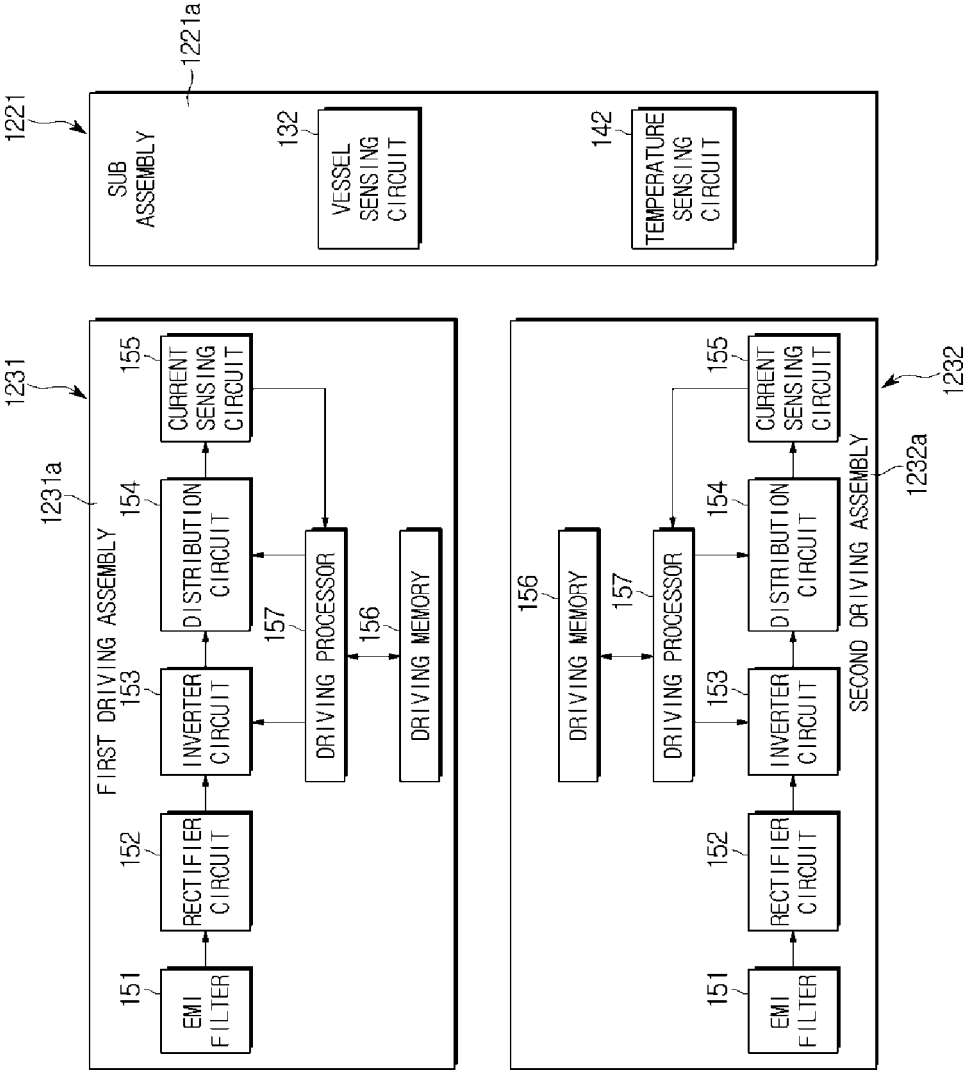 1231
1231a
FIRST DRIVING ASSEMBLY
151
EMI
FILTER
152
RECTIFIER
CIRCUIT
153
INVERTER
CIRCUIT
154
DISTRIBUTION
CIRCUIT
155
CURRENT
SENSING
CIRCUIT
157
DRIVING PROCESSOR
156
DRIVING MEMORY
1221
1221a
SUB
ASSEMBLY
132
VESSEL
SENSING
CIRCUIT
142
TEMPERATURE
SENSING
CIRCUIT
156
DRIVING MEMORY
157
DRIVING PROCESSOR
151
EMI
FILTER
152
RECTIFIER
CIRCUIT
153
INVERTER
CIRCUIT
154
DISTRIBUTION
CIRCUIT
155
CURRENT
SENSING
CIRCUIT
SECOND DRIVING ASSEMBLY
1232a
1232